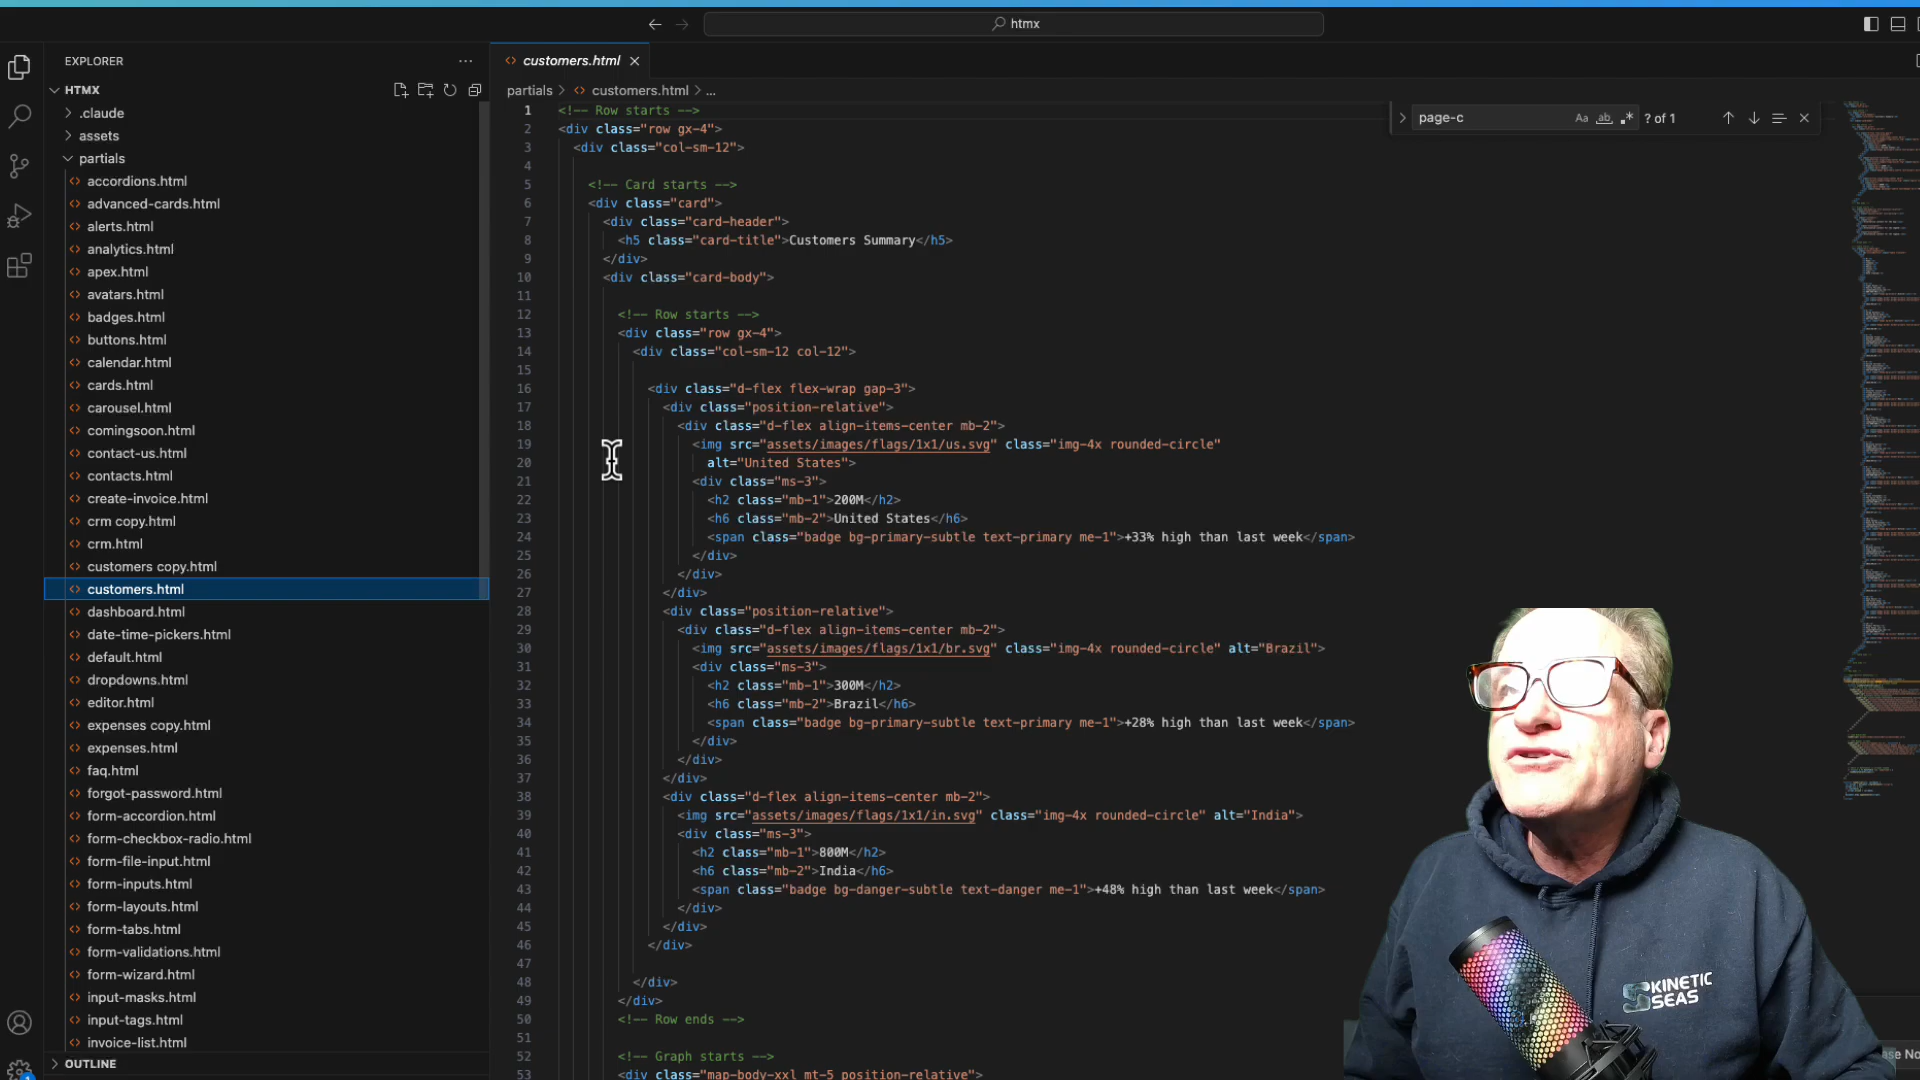 htmx
EXPLORER
customers.html
HTMX
partials > customers.html > ...
.claude
assets
partials
accordions.html
advanced-cards.html
alerts.html
analytics.html
apex.html
avatars.html
badges.html
buttons.html
calendar.html
cards.html
carousel.html
comingsoon.html
contact-us.html
contacts.html
create-invoice.html
crm copy.html
crm.html
customers copy.html
customers.html
dashboard.html
date-time-pickers.html
default.html
dropdowns.html
editor.html
expenses copy.html
expenses.html
faq.html
forgot-password.html
form-accordion.html
form-checkbox-radio.html
form-file-input.html
form-inputs.html
form-layouts.html
form-tabs.html
form-validations.html
form-wizard.html
input-masks.html
input-tags.html
invoice-list.html
OUTLINE
page-c
Aa ab .* ? of 1
1 <!-- Row starts -->
2 <div class="row gx-4">
3 <div class="col-sm-12">
4
5 <!-- Card starts -->
6 <div class="card">
7 <div class="card-header">
8 <h5 class="card-title">Customers Summary</h5>
9 </div>
10 <div class="card-body">
11
12 <!-- Row starts -->
13 <div class="row gx-4">
14 <div class="col-sm-12 col-12">
15
16 <div class="d-flex flex-wrap gap-3">
17 <div class="position-relative">
18 <div class="d-flex align-items-center mb-2">
19 <img src="assets/images/flags/1x1/us.svg" class="img-4x rounded-circle"
20 alt="United States">
21 <div class="ms-3">
22 <h2 class="mb-1">200M</h2>
23 <h6 class="mb-2">United States</h6>
24 <span class="badge bg-primary-subtle text-primary me-1">+33% high than last week</span>
25 </div>
26 </div>
27 </div>
28 <div class="position-relative">
29 <div class="d-flex align-items-center mb-2">
30 <img src="assets/images/flags/1x1/br.svg" class="img-4x rounded-circle" alt="Brazil">
31 <div class="ms-3">
32 <h2 class="mb-1">300M</h2>
33 <h6 class="mb-2">Brazil</h6>
34 <span class="badge bg-primary-subtle text-primary me-1">+28% high than last week</span>
35 </div>
36 </div>
37 </div>
38 <div class="d-flex align-items-center mb-2">
39 <img src="assets/images/flags/1x1/in.svg" class="img-4x rounded-circle" alt="India">
40 <div class="ms-3">
41 <h2 class="mb-1">800M</h2>
42 <h6 class="mb-2">India</h6>
43 <span class="badge bg-danger-subtle text-danger me-1">+48% high than last week</span>
44 </div>
45 </div>
46 </div>
47
48 </div>
49 </div>
50 <!-- Row ends -->
51
52 <!-- Graph starts -->
53 <div class="map-body-xxl mt-5 position-relative">
KINETIC
SEAS